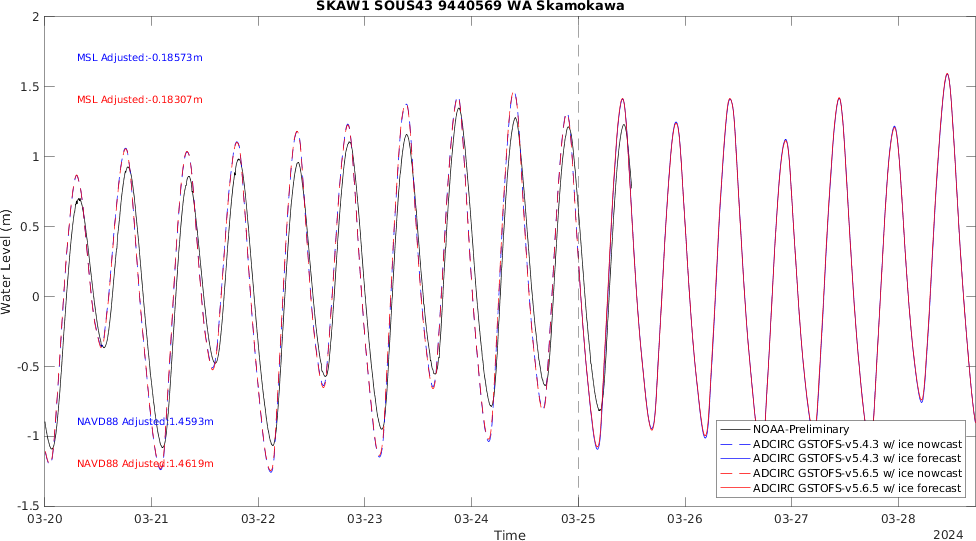 SKAW1 SOUS43 9440569 WA Skamokawa
2
1.5
1
0.5
0
-0.5
-1
-1.5
Water Level (m)
MSL Adjusted:-0.18573m
MSL Adjusted:-0.18307m
NAVD88 Adjusted:1.4593m
NAVD88 Adjusted:1.4619m
NOAA-Preliminary
ADCIRC GSTOFS-v5.4.3 w/ ice nowcast
ADCIRC GSTOFS-v5.4.3 w/ ice forecast
ADCIRC GSTOFS-v5.6.5 w/ ice nowcast
ADCIRC GSTOFS-v5.6.5 w/ ice forecast
03-20 03-21 03-22 03-23 03-24 03-25 03-26 03-27 03-28
Time
2024